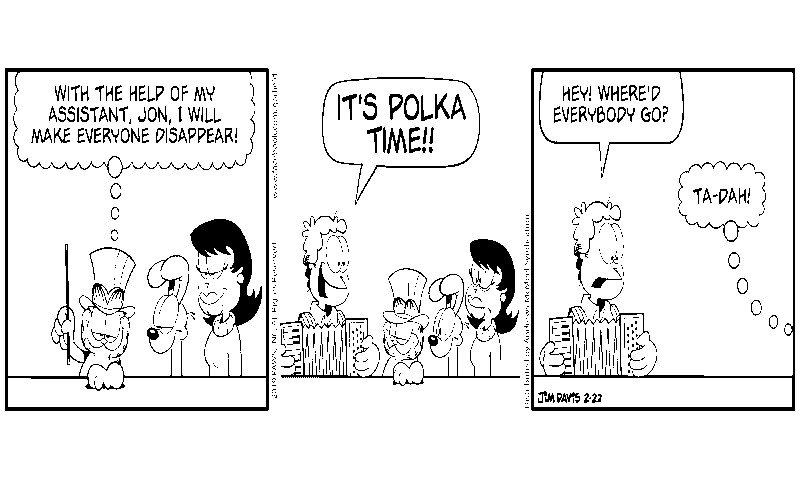 WITH THE HELP OF MY
ASSISTANT, JON, I WILL
MAKE EVERYONE DISAPPEAR!
IT'S POLKA
TIME!!
HEY! WHERE'D
EVERYBODY GO?
TA-DAH!
JIM DAVIS 2-22